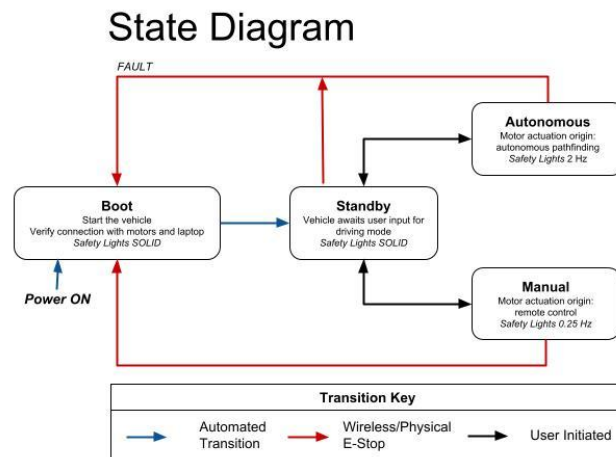 State Diagram
FAULT
Autonomous
Motor actuation origin:
autonomous pathfinding
Safety Lights 2 Hz
Boot
Start the vehicle
Verify connection with motors and laptop
Safety Lights SOLID
Standby
Vehicle awaits user input for
driving mode
Safety Lights SOLID
Power ON
Manual
Motor actuation origin:
remote control
Safety Lights 0.25 Hz
Transition Key
Automated
Transition
Wireless/Physical
E-Stop
User Initiated